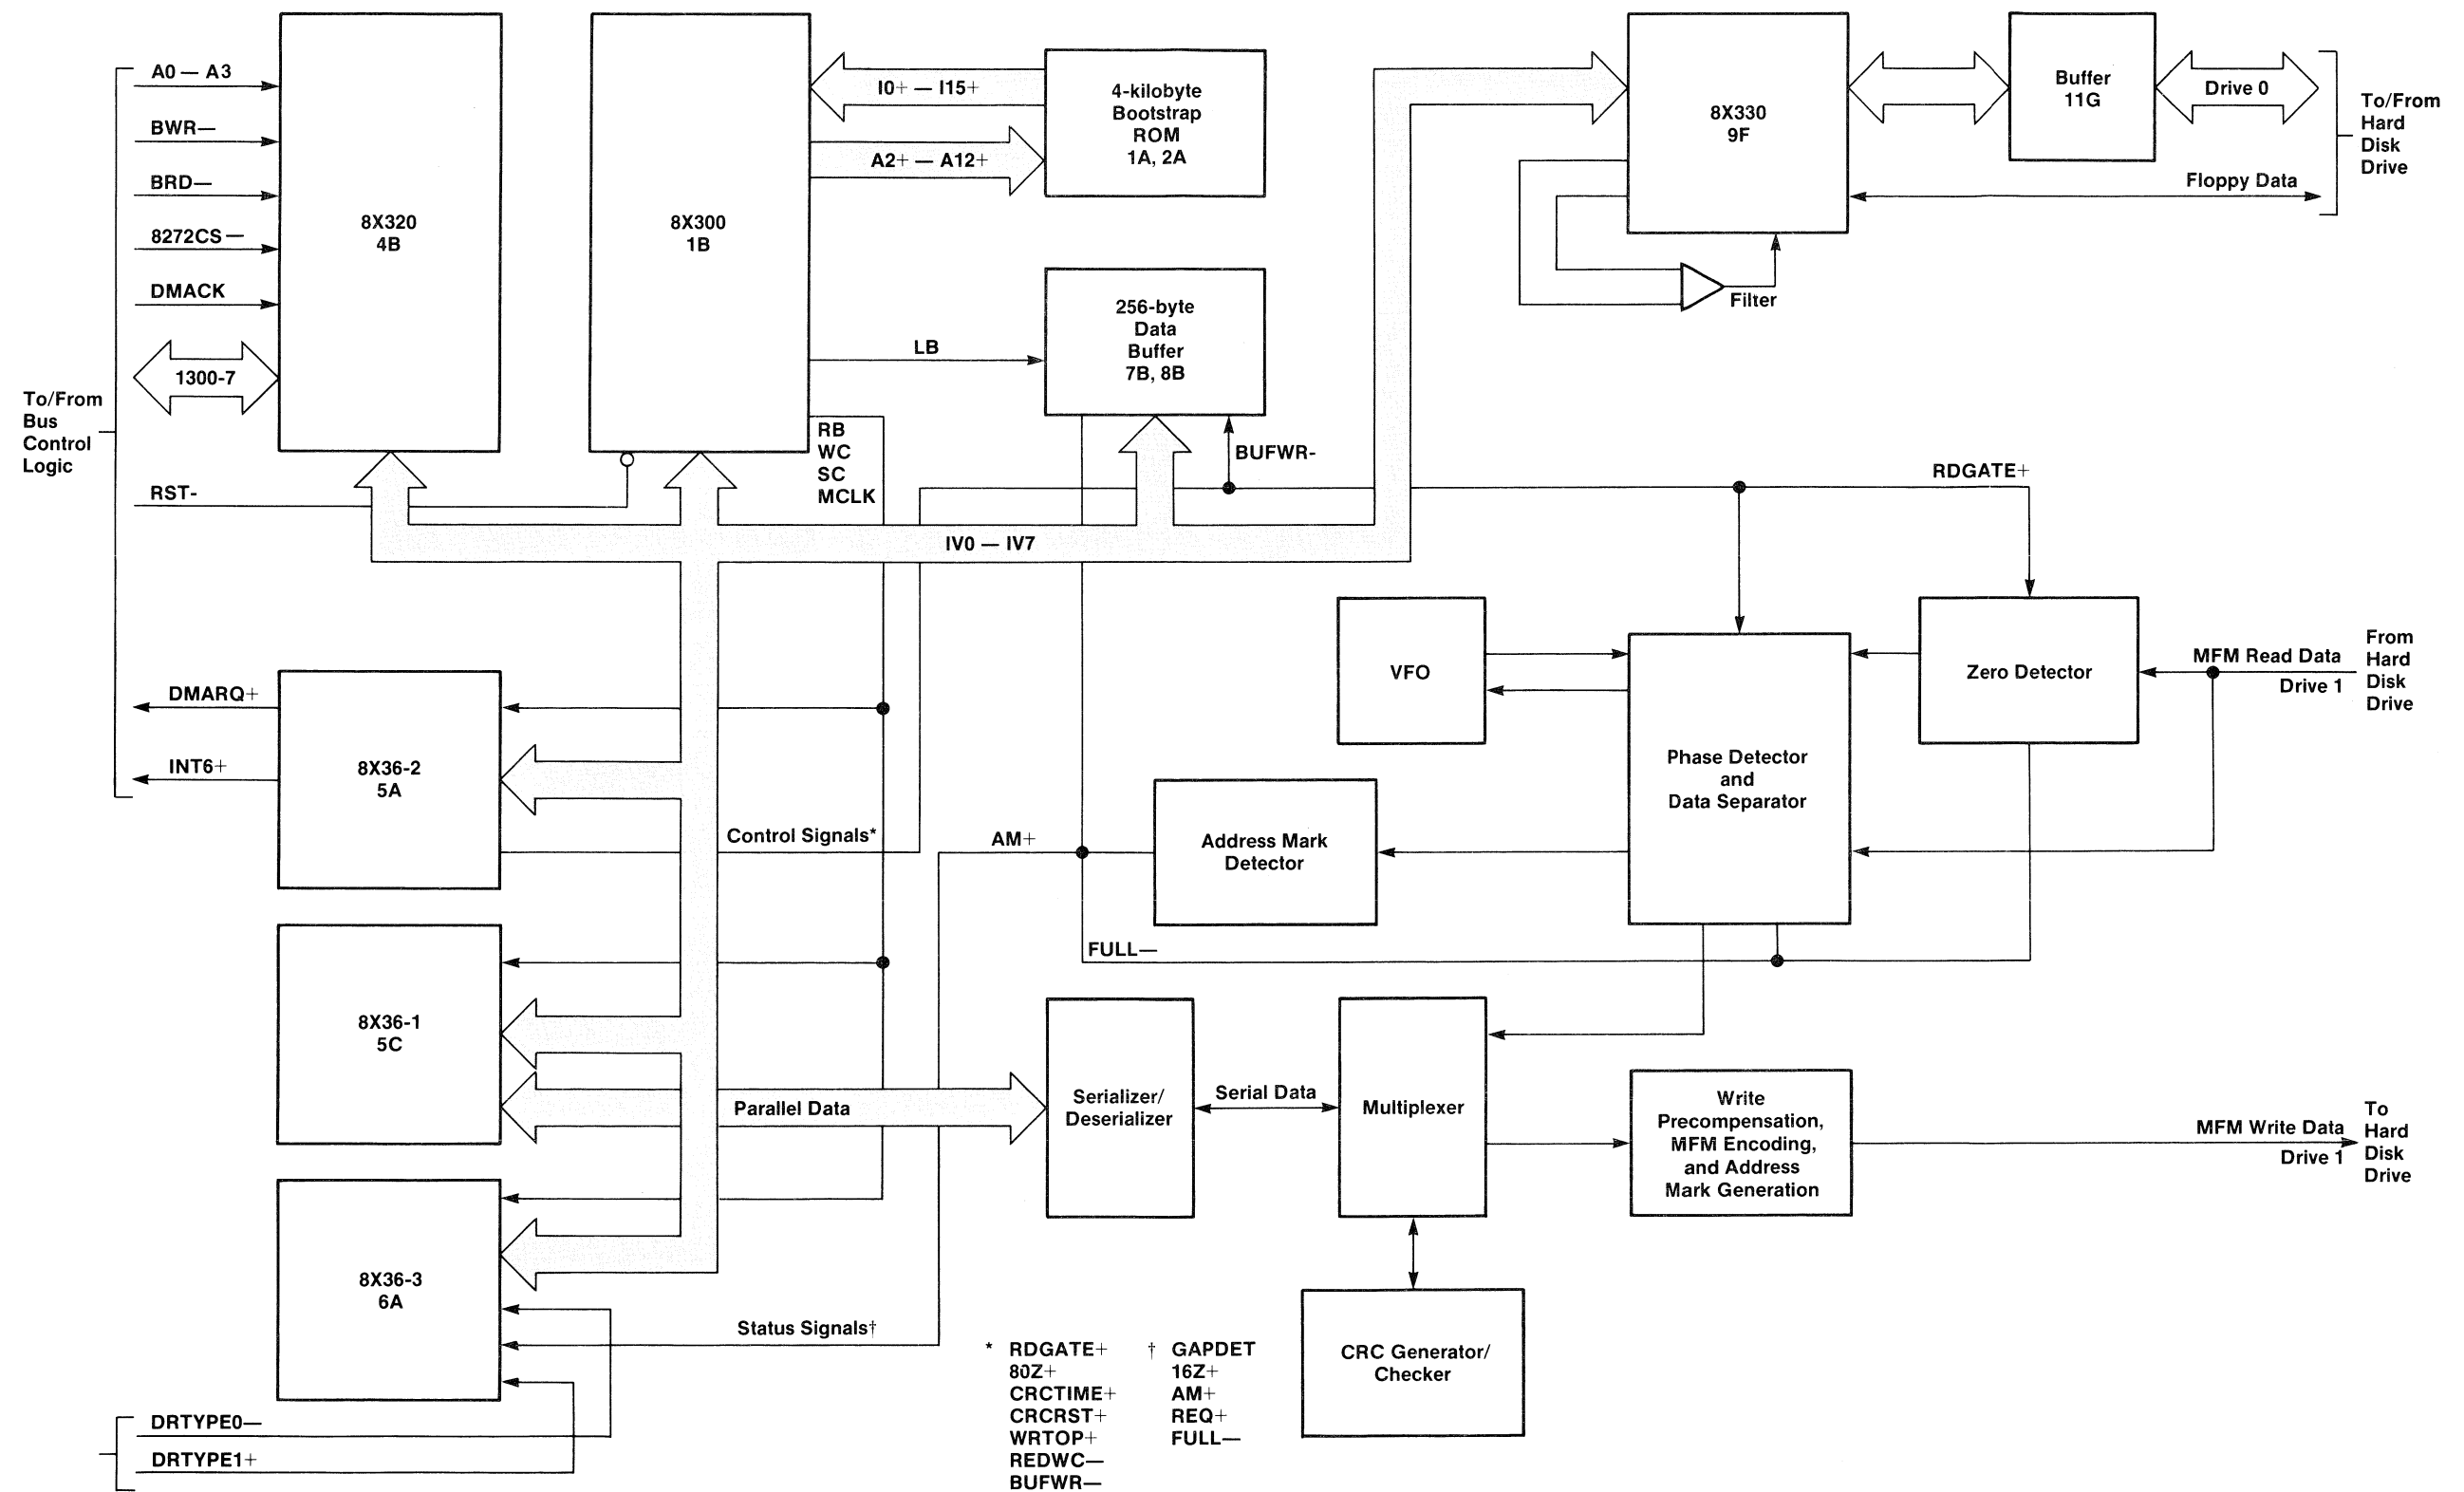 A0 — A3
BWR—
BRD—
8272CS—
DMACK
1300-7
To/From
Bus
Control
Logic
RST-
8X320
4B
8X300
1B
I0+ — I15+
A2+ — A12+
4-kilobyte
Bootstrap
ROM
1A, 2A
LB
256-byte
Data
Buffer
7B, 8B
RB
WC
SC
MCLK
BUFWR-
IV0 — IV7
8X330
9F
Filter
Buffer
11G
Drive 0
Floppy Data
To/From
Hard
Disk
Drive
RDGATE+
VFO
Phase Detector
and
Data Separator
Zero Detector
MFM Read Data
Drive 1
From
Hard
Disk
Drive
DMARQ+
INT6+
8X36-2
5A
Control Signals*
AM+
Address Mark
Detector
FULL—
8X36-1
5C
Parallel Data
Serializer/
Deserializer
Serial Data
Multiplexer
Write
Precompensation,
MFM Encoding,
and Address
Mark Generation
MFM Write Data
Drive 1
To
Hard
Disk
Drive
8X36-3
6A
Status Signals†
CRC Generator/
Checker
DRTYPE0—
DRTYPE1+
* RDGATE+
80Z+
CRCTIME+
CRCRST+
WRTOP+
REDWC—
BUFWR—
† GAPDET
16Z+
AM+
REQ+
FULL—